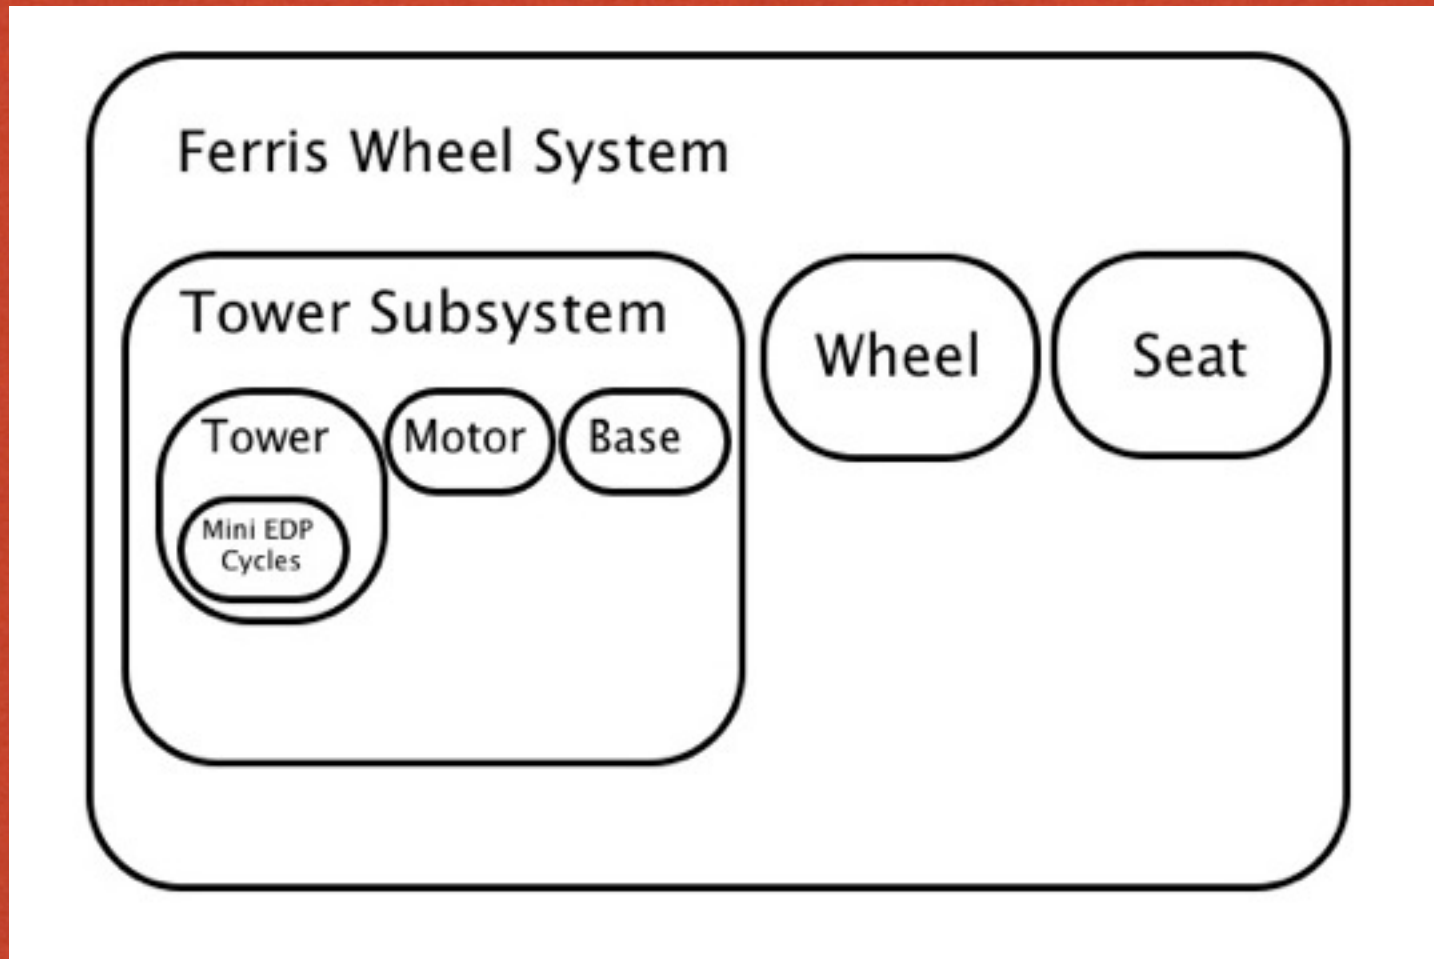 Ferris Wheel System
Tower Subsystem
Wheel
Seat
Tower
Motor
Base
Mini EDP
Cycles